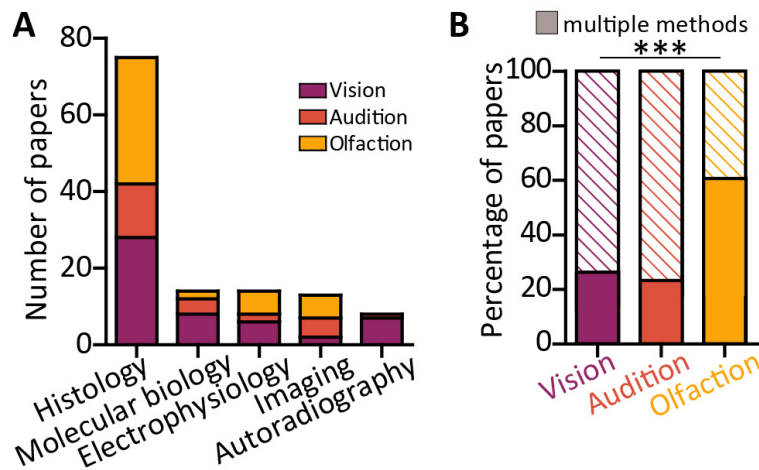 A
Number of papers
80
60
40
20
0
Vision
Audition
Olfaction
Histology
Molecular biology
Electrophysiology
Imaging
Autoradiography
B
multiple methods
***
Percentage of papers
100
80
60
40
20
0
Vision
Audition
Olfaction